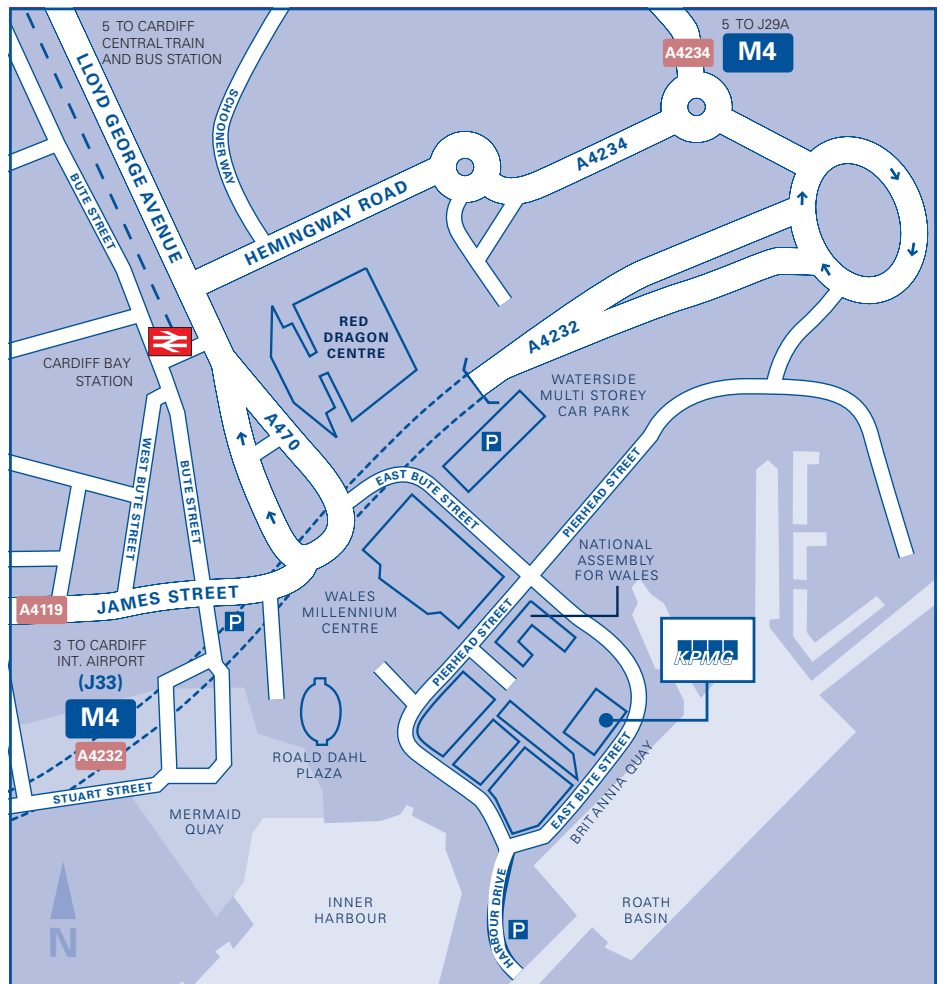 5 TO CARDIFF
CENTRAL TRAIN
AND BUS STATION
5 TO J29A
A4234
M4
LLOYD GEORGE AVENUE
SCHOONER WAY
A4234
BUTE STREET
HEMINGWAY ROAD
RED
DRAGON
CENTRE
A4232
CARDIFF BAY
STATION
WATERSIDE
MULTI STOREY
CAR PARK
P
A470
WEST BUTE STREET
BUTE STREET
EAST BUTE STREET
PIERHEAD STREET
NATIONAL
ASSEMBLY
FOR WALES
JAMES STREET
A4119
P
WALES
MILLENNIUM
CENTRE
PIERHEAD STREET
KPMG
3 TO CARDIFF
INT. AIRPORT
(J33)
M4
A4232
ROALD DAHL
PLAZA
EAST BUTE STREET
BRITANNIA QUAY
STUART STREET
MERMAID
QUAY
INNER
HARBOUR
HARBOUR DRIVE
P
ROATH
BASIN
N